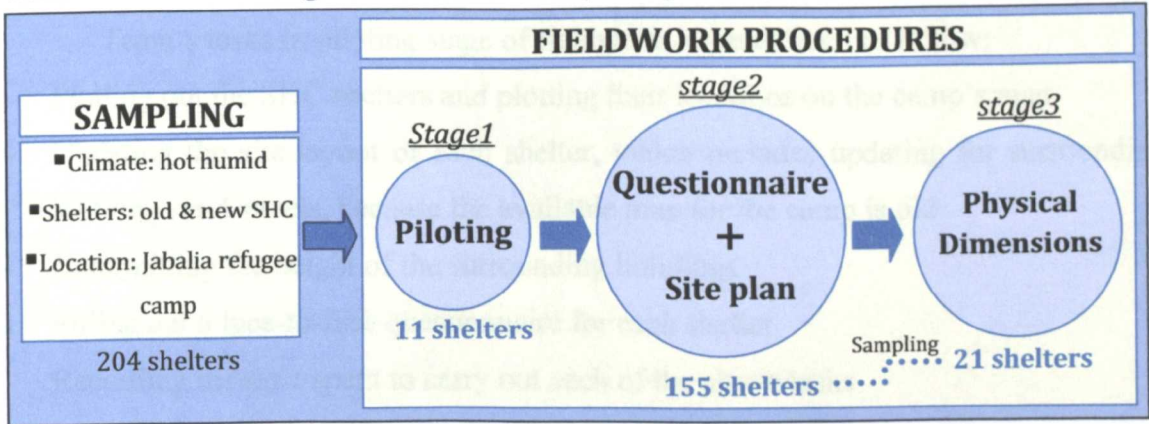 FIELDWORK PROCEDURES
SAMPLING
▪Climate: hot humid
▪Shelters: old & new SHC
▪Location: Jabalia refugee
camp
204 shelters
Stage1
Piloting
11 shelters
stage2
Questionnaire
+
Site plan
155 shelters
Sampling
stage3
Physical
Dimensions
21 shelters